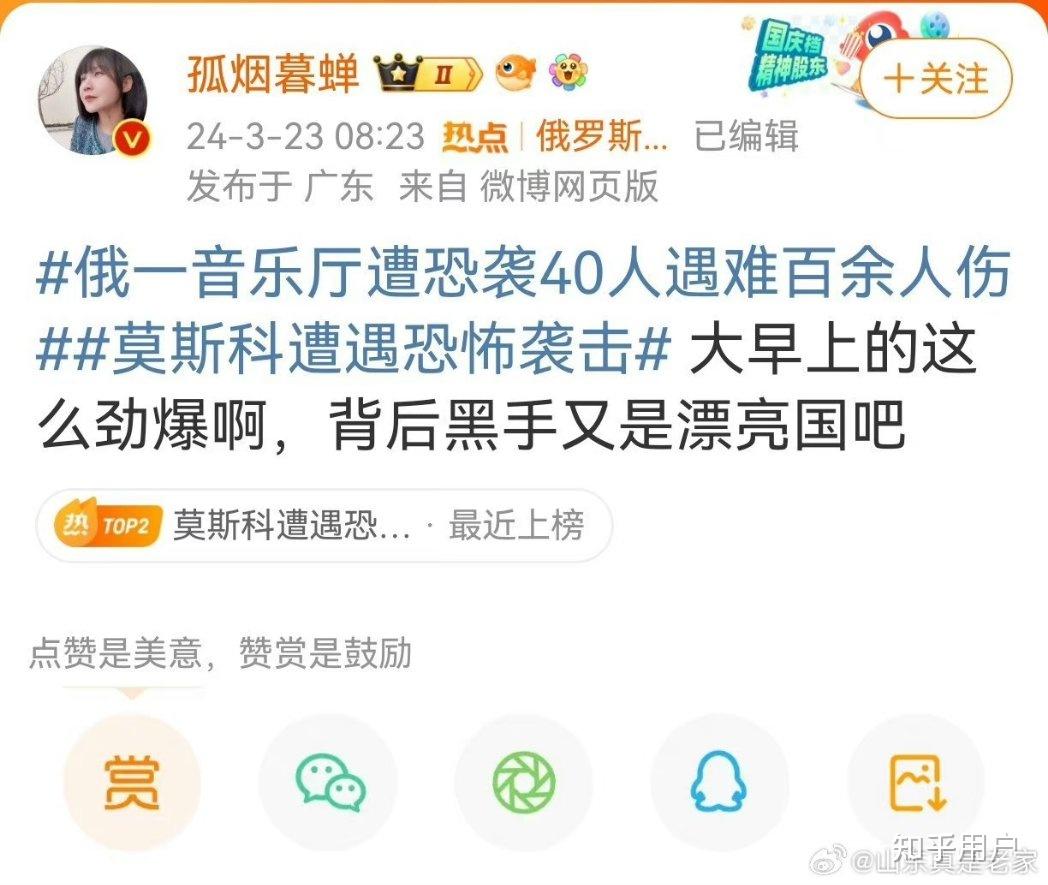 国庆档
精神股东
孤烟暮蝉 II
+关注
24-3-23 08:23 热点 | 俄罗斯... 已编辑
发布于 广东 来自 微博网页版
#俄一音乐厅遭恐袭40人遇难百余人伤
##莫斯科遭遇恐怖袭击# 大早上的这
么劲爆啊，背后黑手又是漂亮国吧
热 TOP2 莫斯科遭遇恐... · 最近上榜
点赞是美意，赞赏是鼓励
赏
知乎用户
@山东真是老家